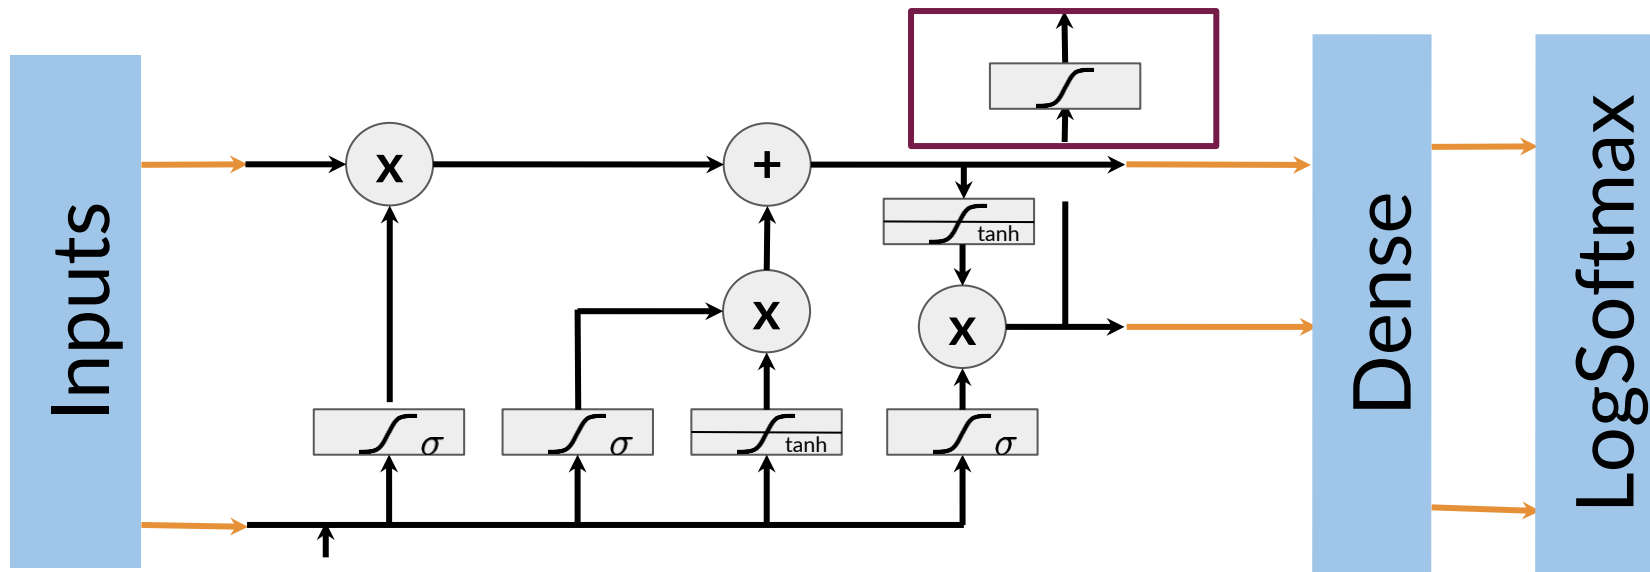 Inputs
x
+
tanh
x
x
σ
σ
tanh
σ
Dense
LogSoftmax